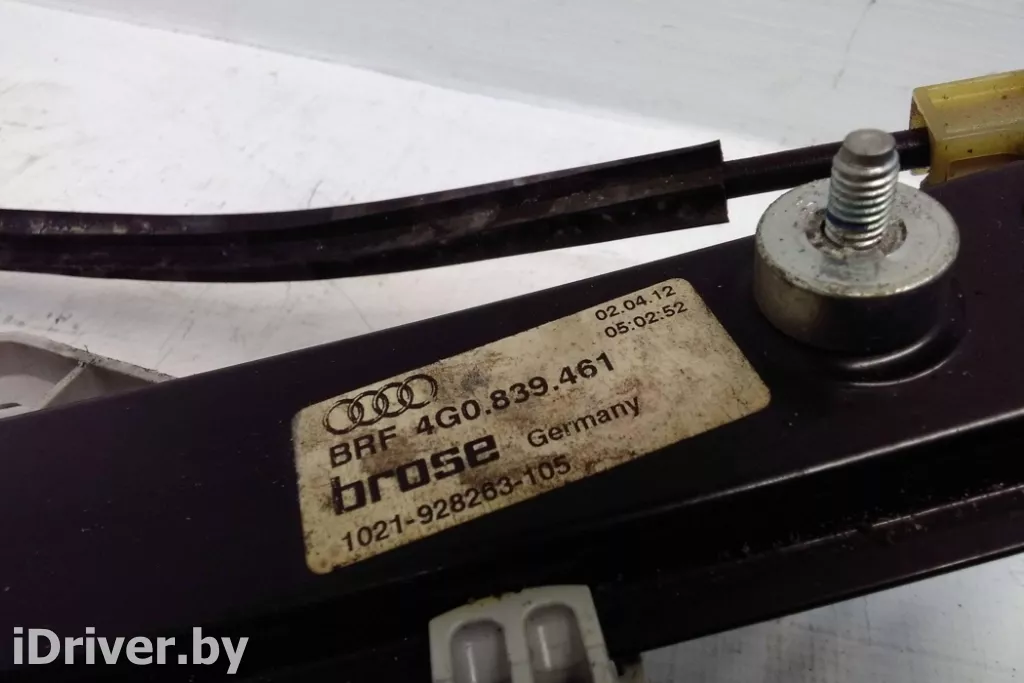 02.04.12
05:02:52
BRF 4G0.839.461
brose Germany
1021-928263-105
iDriver.by